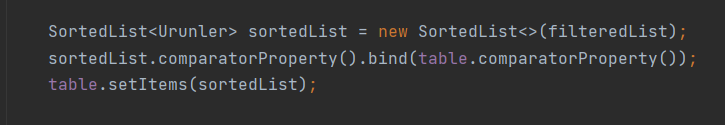 SortedList<Urunler> sortedList = new SortedList<>(filteredList);
sortedList.comparatorProperty().bind(table.comparatorProperty());
table.setItems(sortedList);